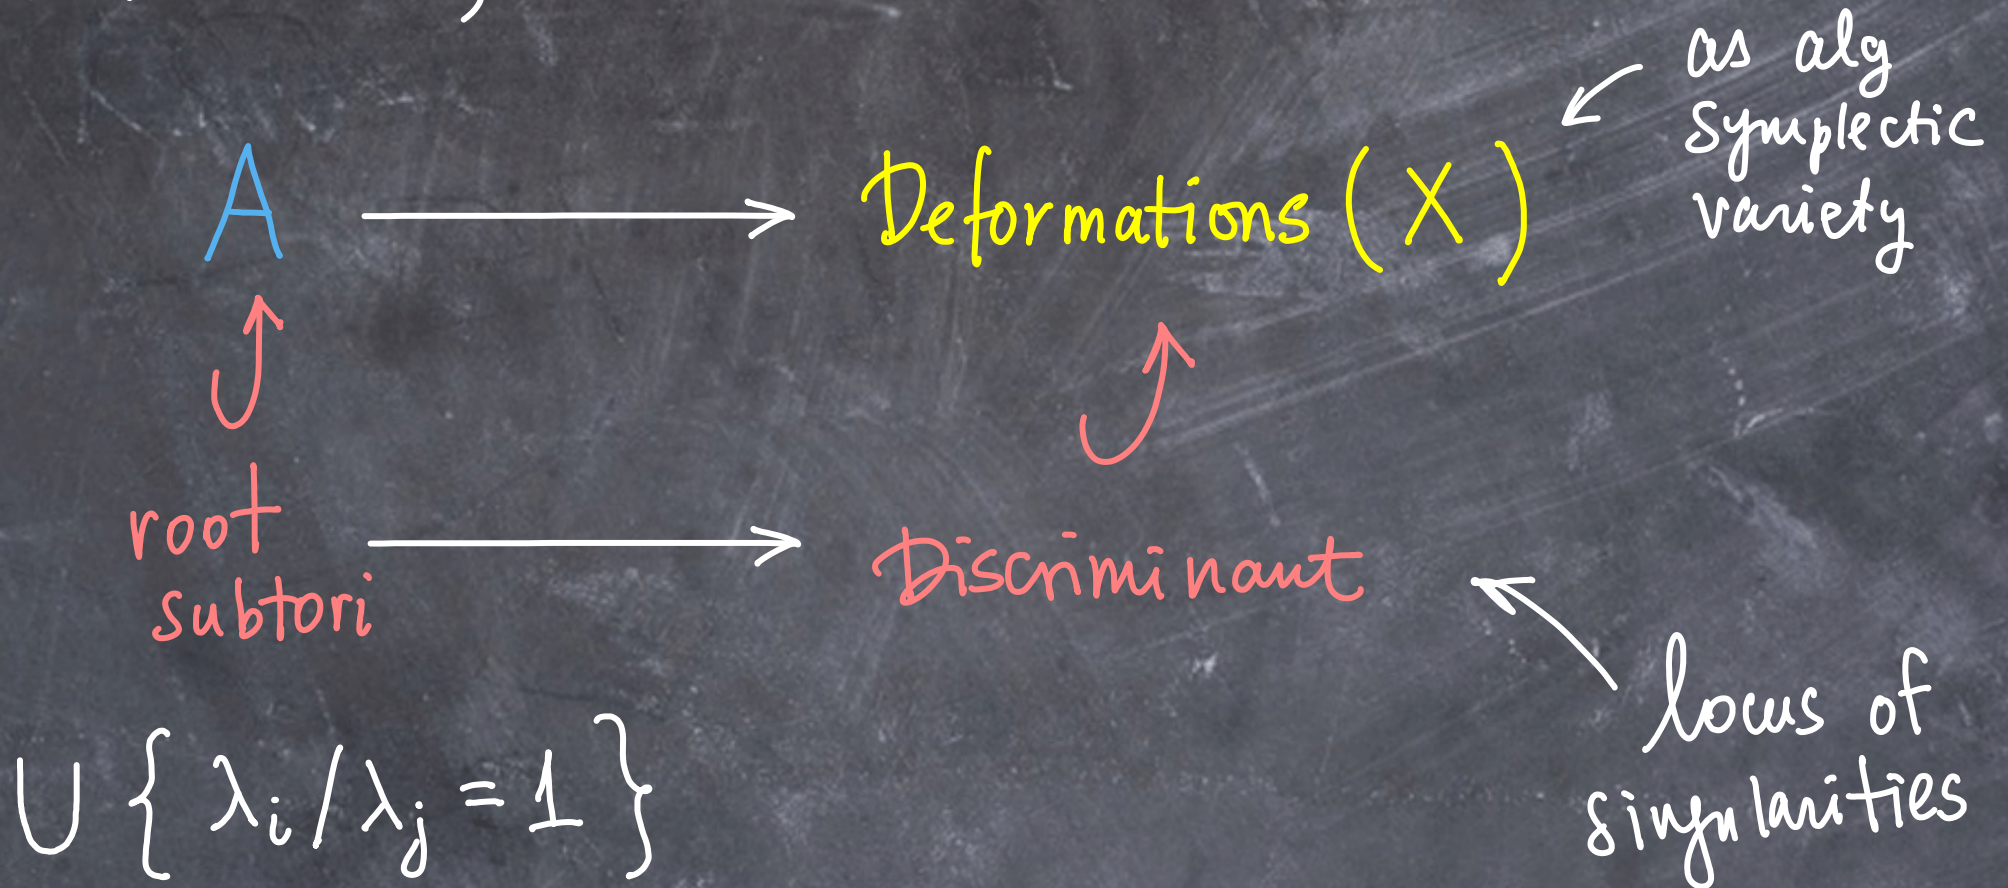 as alg
symplectic
variety
A → Deformations (X)
root
subtori → Discriminant
locus of
singularities
∪ { λi/λj = 1 }